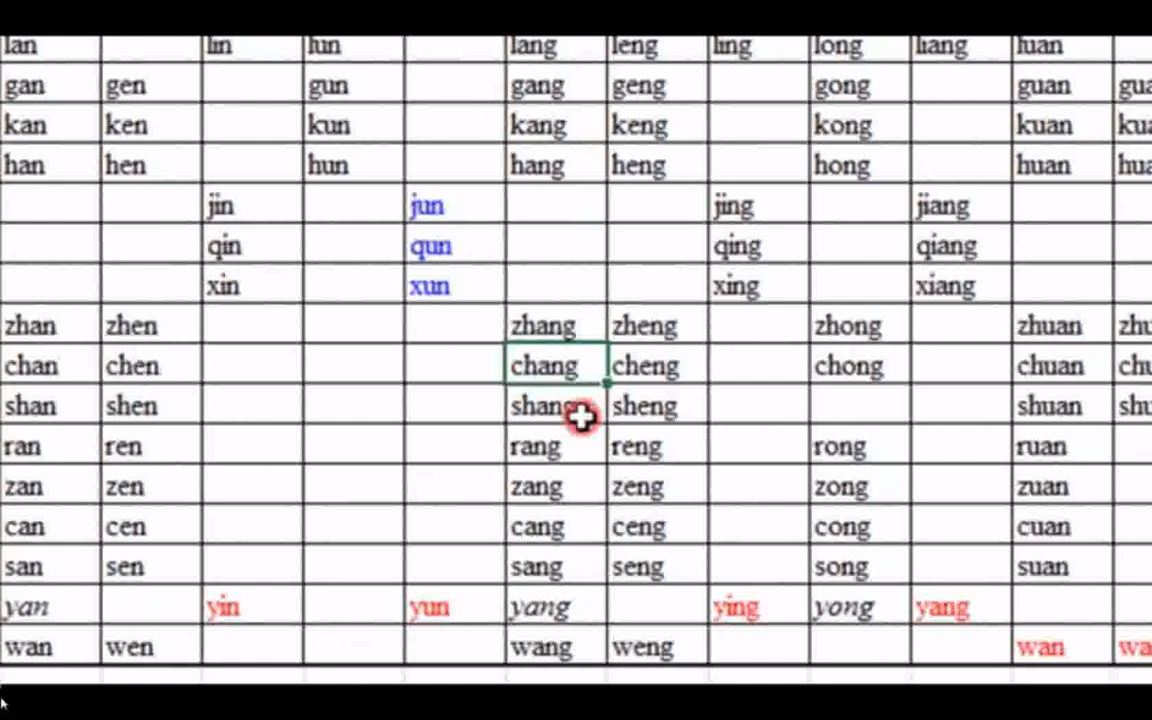 lan lin lun lang leng ling long liang luan
gan gen gun gang geng gong guan
kan ken kun kang keng kong kuan
han hen hun hang heng hong huan
jin jun jing jiang
qin qun qing qiang
xin xun xing xiang
zhan zhen zhang zheng zhong zhuan
chan chen chang cheng chong chuan
shan shen shang sheng shuan
ran ren rang reng rong ruan
zan zen zang zeng zong zuan
can cen cang ceng cong cuan
san sen sang seng song suan
yan yin yun yang ying yong yang
wan wen wang weng wan